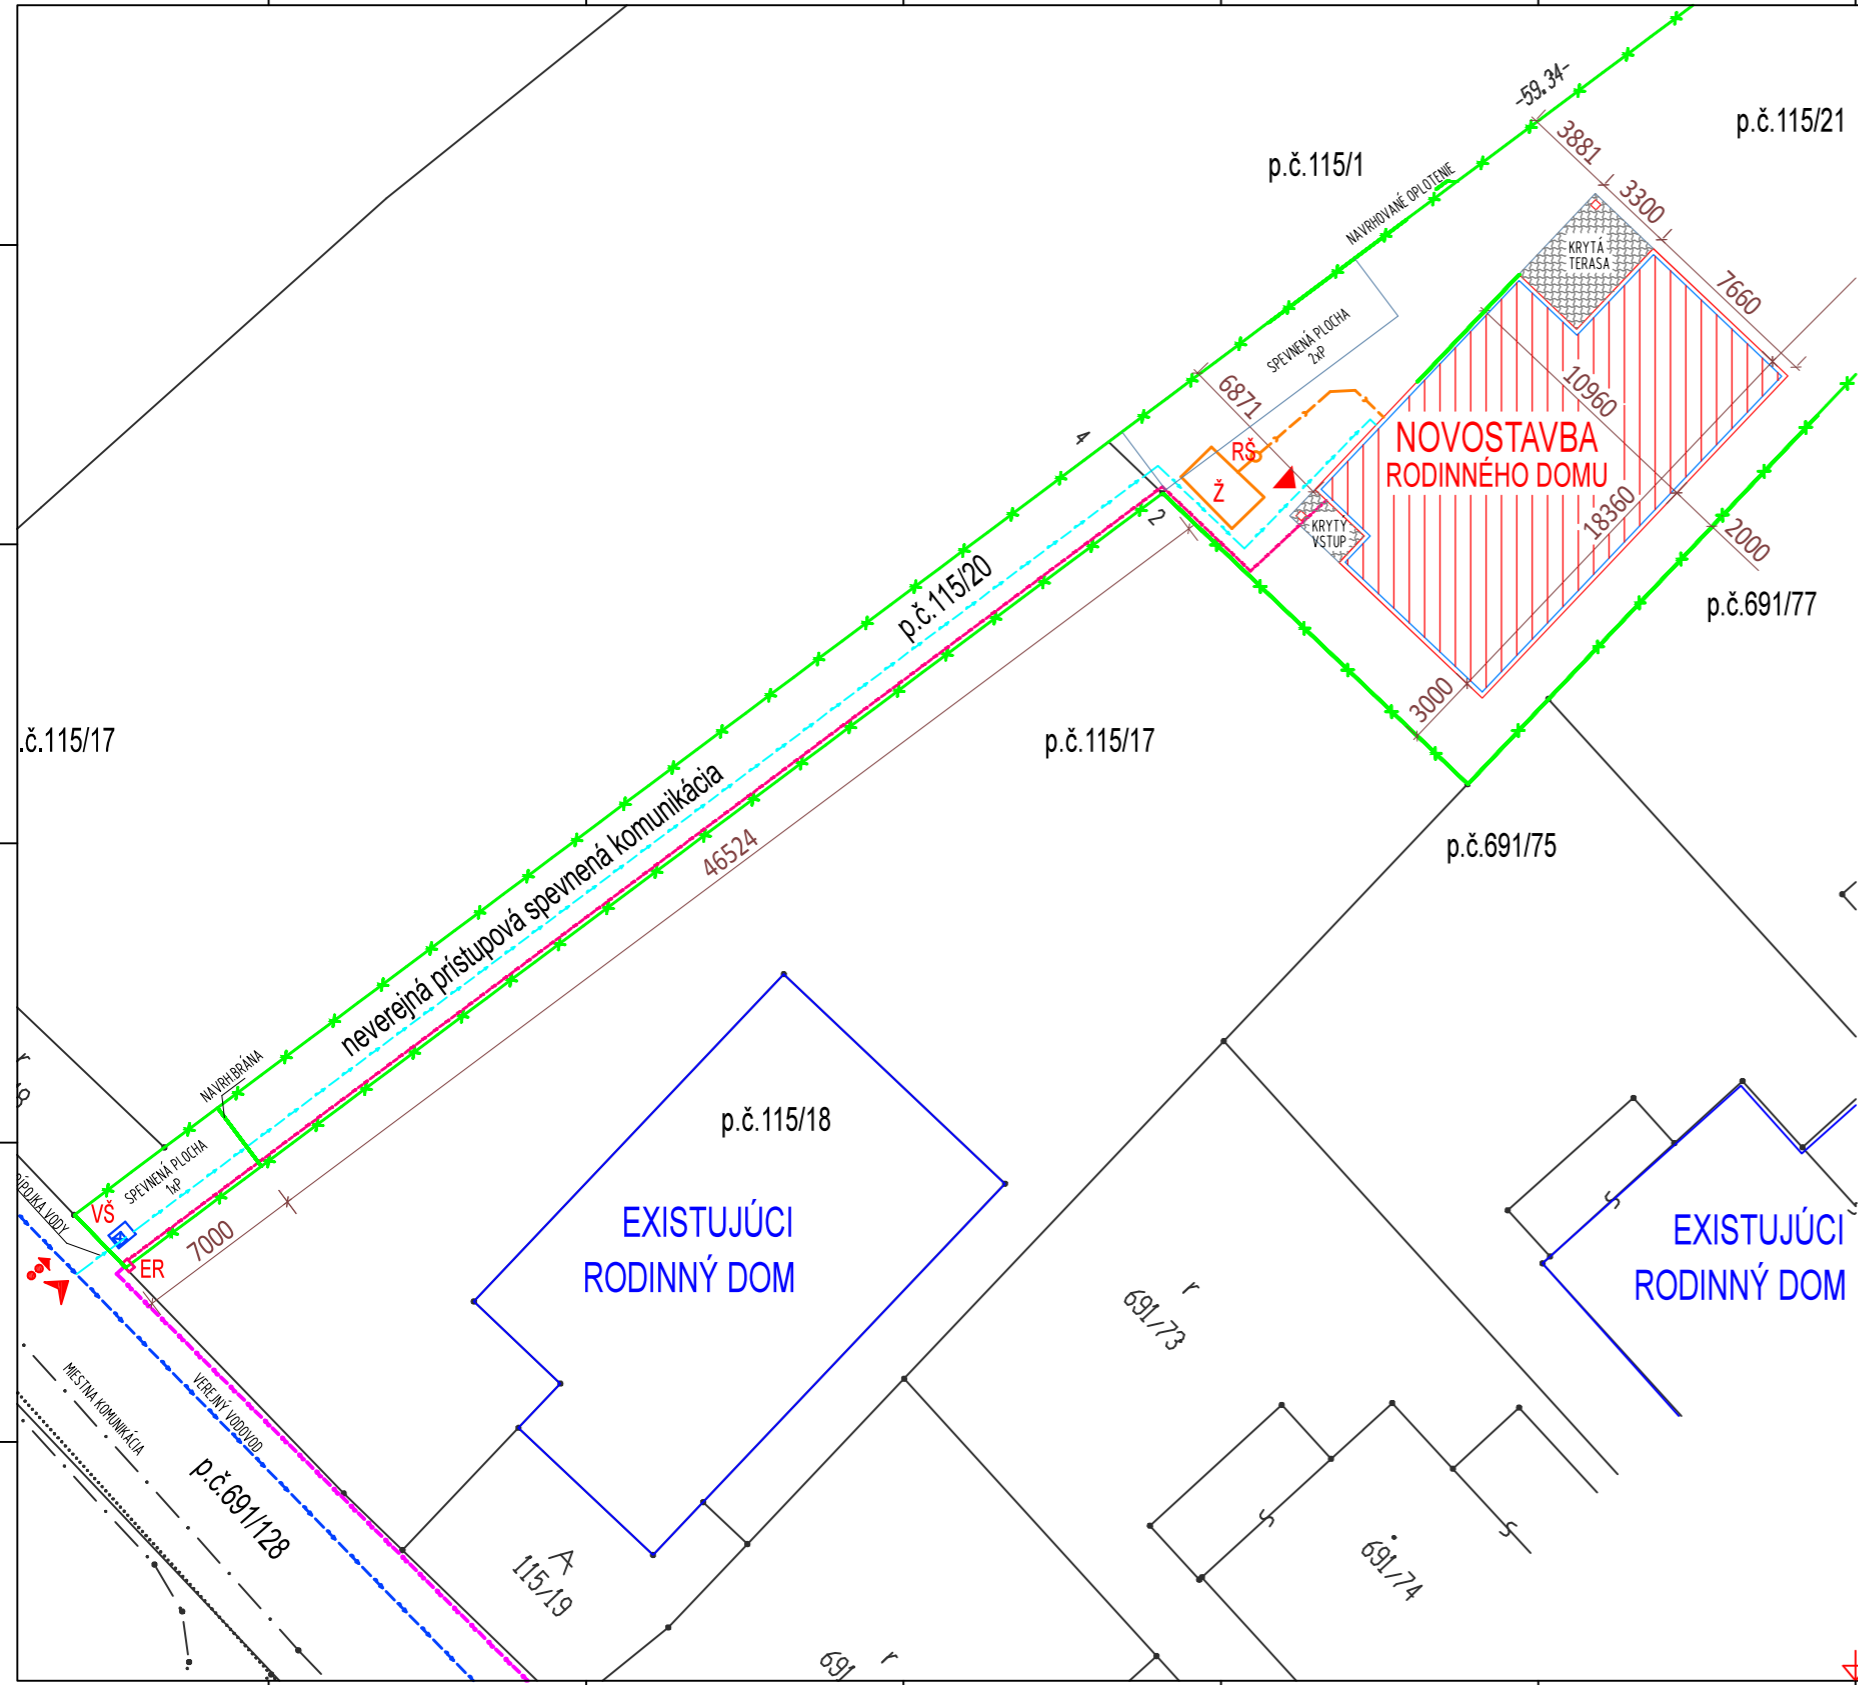 -59.34-
p.č.115/21
3881
p.č.115/1
NAVRHOVANÉ OPLOTENIE
3300
KRYTÁ
TERASA
7660
SPEVNENÁ PLOCHA
2xP
6871
10960
4
RŠ
NOVOSTAVBA
RODINNÉHO DOMU
Ž
2
KRYTÝ
VSTUP
18360
2000
p.č.115/20
p.č.691/77
3000
.č.115/17
p.č.115/17
neverejná prístupová spevnená komunikácia
46524
p.č.691/75
NAVRH.BRÁNA
r
p.č.115/18
SPEVNENÁ PLOCHA
1xP
VŠ
VODY
7000
ER
EXISTUJÚCI
RODINNÝ DOM
EXISTUJÚCI
RODINNÝ DOM
r
691/73
MIESTNA KOMUNIKÁCIA
VEREJNÝ VODOVOD
p.č.691/128
115/19
691/74
691
r